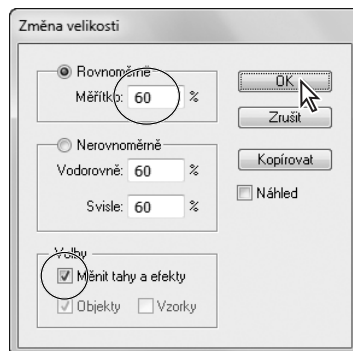 Změna velikosti
Rovnoměrně
Měřítko: 60 %
Nerovnoměrně
Vodorovně: 60 %
Svisle: 60 %
Volby
Měnit tahy a efekty
Objekty Vzorky
OK
Zrušit
Kopírovat
Náhled